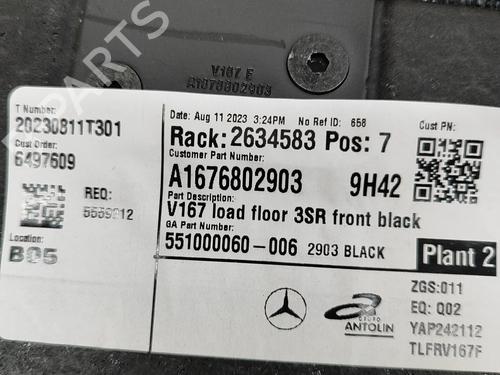 V167 E
A1676802903
T Number:
20230811T301
Cust Order:
6497609
REQ:
Location:
B05
Date: Aug 11 2023 3:24PM No Ref ID: 658
Rack: 2634583 Pos: 7
Customer Part Number:
A1676802903 9H42
Part Description:
V167 load floor 3SR front black
GA Part Number:
551000060-006 2903 BLACK
Cust PN:
Plant 2
GRUPO
ANTOLIN
ZGS:011
EQ: Q02
YAP242112
TLFRV167F